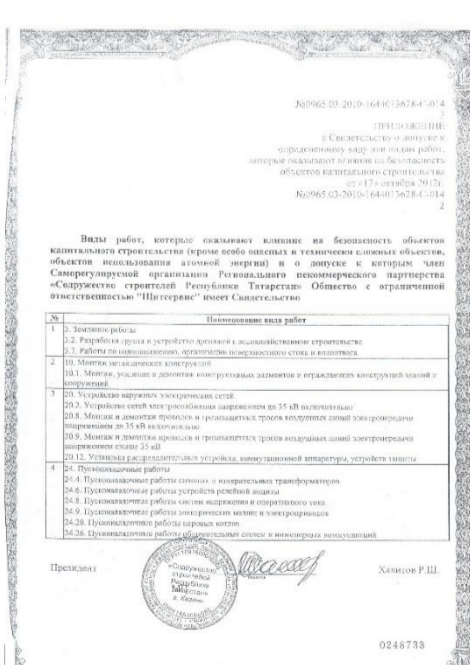 №0965.03-2010-1644013628-С-014
2
ПРИЛОЖЕНИЕ
к Свидетельству о допуске к
определенному виду или видам работ,
которые оказывают влияние на безопасность
объектов капитального строительства
от «17» октября 2012г.
№0965.03-2010-1644013628-С-014
2
Виды работ, которые оказывают влияние на безопасность объектов
капитального строительства (кроме особо опасных и технически сложных объектов,
объектов использования атомной энергии) и о допуске к которым член
Саморегулируемой организации Регионального некоммерческого партнерства
«Содружество строителей Республики Татарстан» Общество с ограниченной
ответственностью "Щитсервис" имеет Свидетельство
№ Наименование вида работ
1 3. Земляные работы
3.2. Разработка грунта и устройство дренажей в водохозяйственном строительстве
3.7. Работы по водопонижению, организации поверхностного стока и водоотвода
2 10. Монтаж металлических конструкций
10.1. Монтаж, усиление и демонтаж конструктивных элементов и ограждающих конструкций зданий и
сооружений
3 20. Устройство наружных электрических сетей
20.2. Устройство сетей электроснабжения напряжением до 35 кВ включительно
20.8. Монтаж и демонтаж проводов и грозозащитных тросов воздушных линий электропередачи
напряжением до 35 кВ включительно
20.9. Монтаж и демонтаж проводов и грозозащитных тросов воздушных линий электропередачи
напряжением свыше 35 кВ
20.12. Установка распределительных устройств, коммутационной аппаратуры, устройств защиты
4 24. Пусконаладочные работы
24.4. Пусконаладочные работы силовых и измерительных трансформаторов
24.6. Пусконаладочные работы устройств релейной защиты
24.8. Пусконаладочные работы систем напряжения и оперативного тока
24.9. Пусконаладочные работы электрических машин и электроприводов
24.20. Пусконаладочные работы паровых котлов
24.26. Пусконаладочные работы общекотельных систем и инженерных коммуникаций
Президент
«Содружество
строителей
Республики
Татарстан»
г. Казань
Халитов Р.Ш.
0248733